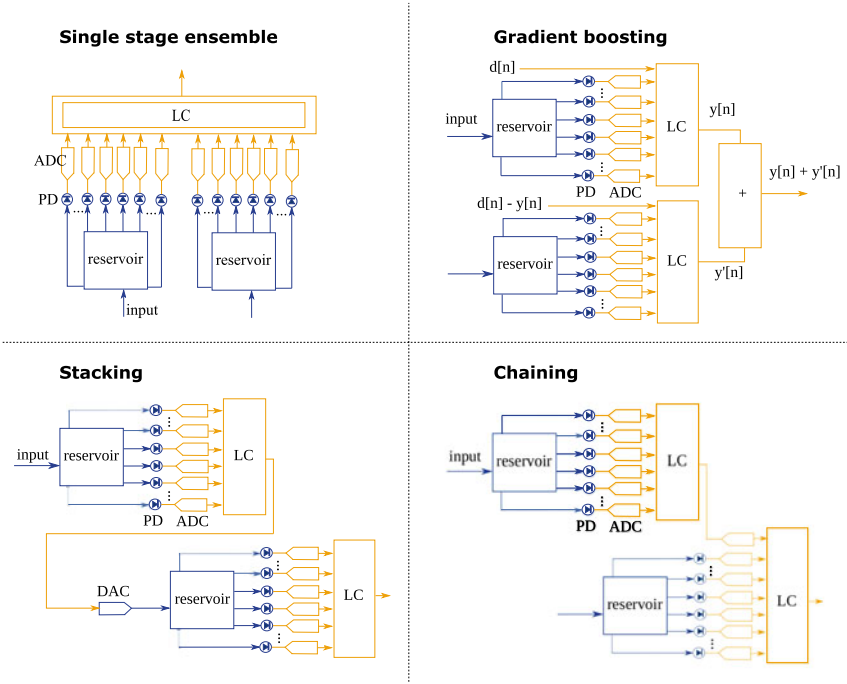 Single stage ensemble
LC
ADC
PD
...
...
...
...
reservoir
reservoir
input
Gradient boosting
d[n]
input
reservoir
...
...
PD
ADC
LC
y[n]
+
y[n] + y'[n]
d[n] - y[n]
reservoir
...
...
LC
y'[n]
Stacking
input
reservoir
...
...
PD
ADC
LC
DAC
reservoir
...
...
LC
Chaining
input
reservoir
...
...
PD
ADC
LC
reservoir
...
...
LC